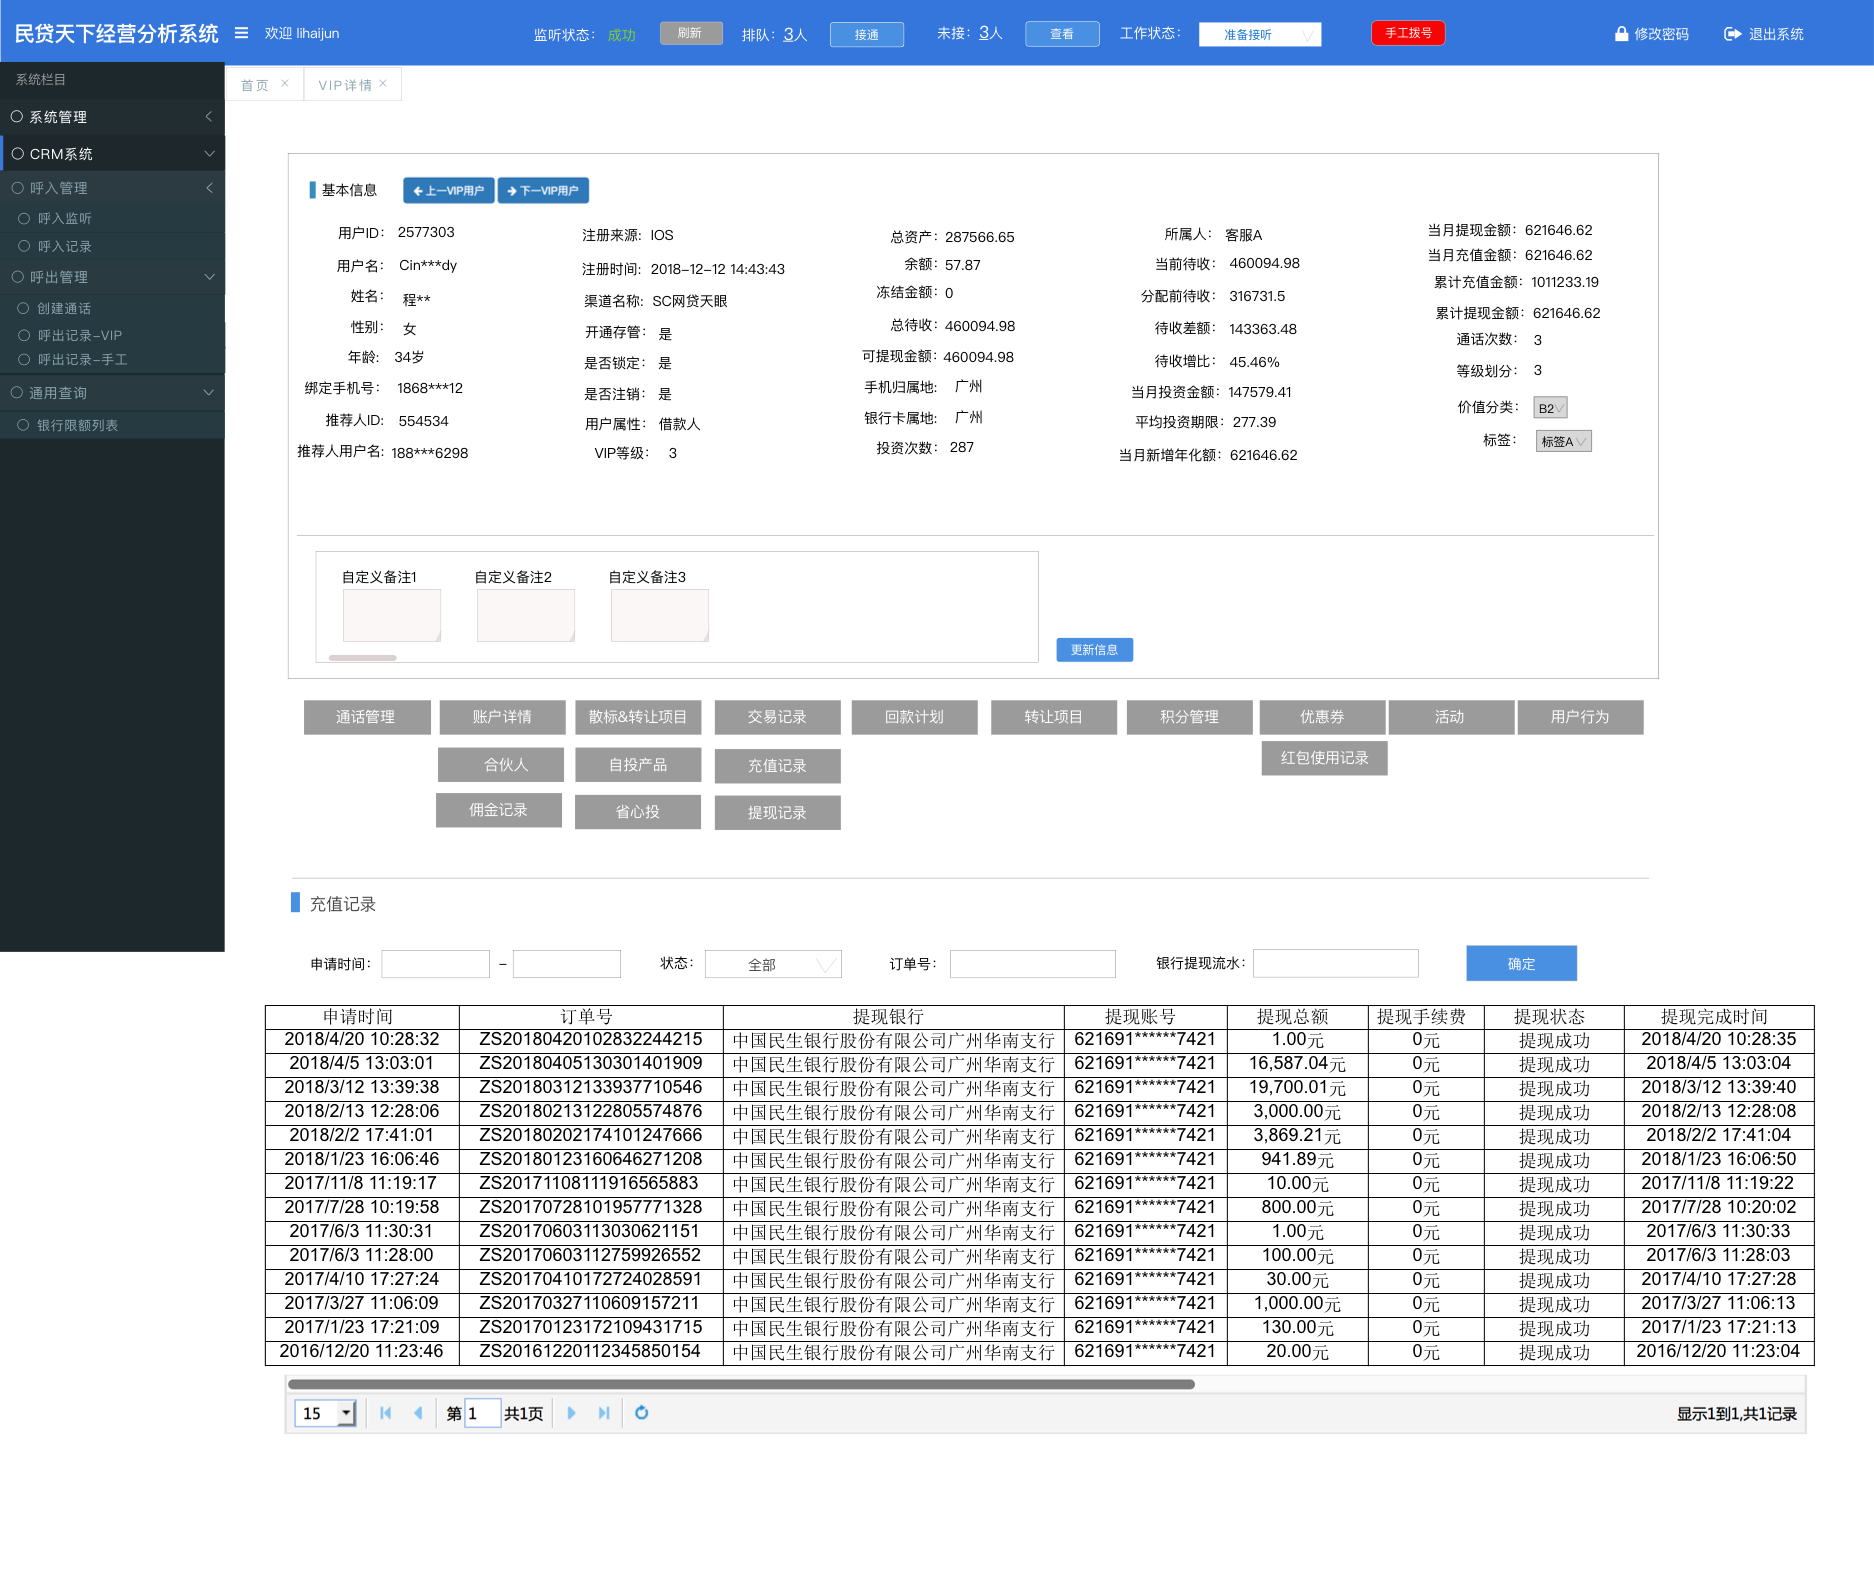 民贷天下经营分析系统 欢迎 lihaijun 监听状态： 成功 刷新 排队：3人 接通 未接：3人 查看 工作状态： 准备接听 手工拨号 修改密码 退出系统
系统栏目
系统管理
CRM系统
呼入管理
呼入监听
呼入记录
呼出管理
创建通话
呼出记录-VIP
呼出记录-手工
通用查询
银行限额列表
首页 × VIP详情 ×
基本信息 上一VIP用户 下一VIP用户
用户ID： 2577303
用户名： Cin***dy
姓名： 程**
性别： 女
年龄： 34岁
绑定手机号： 1868***12
推荐人ID： 554534
推荐人用户名：188***6298
注册来源： IOS
注册时间： 2018-12-12 14:43:43
渠道名称： SC网贷天眼
开通存管： 是
是否锁定： 是
是否注销： 是
用户属性： 借款人
VIP等级： 3
总资产：287566.65
余额：57.87
冻结金额：0
总待收：460094.98
可提现金额：460094.98
手机归属地： 广州
银行卡属地： 广州
投资次数： 287
所属人： 客服A
当前待收： 460094.98
分配前待收： 316731.5
待收差额： 143363.48
待收增比： 45.46%
当月投资金额：147579.41
平均投资期限：277.39
当月新增年化额：621646.62
当月提现金额：621646.62
当月充值金额：621646.62
累计充值金额：1011233.19
累计提现金额：621646.62
通话次数： 3
等级划分： 3
价值分类： B2
标签： 标签A
自定义备注1 自定义备注2 自定义备注3
更新信息
通话管理 账户详情 散标&转让项目 交易记录 回款计划 转让项目 积分管理 优惠券 活动 用户行为
合伙人 自投产品 充值记录 红包使用记录
佣金记录 省心投 提现记录
充值记录
申请时间： - 状态： 全部 订单号： 银行提现流水： 确定
申请时间 订单号 提现银行 提现账号 提现总额 提现手续费 提现状态 提现完成时间
2018/4/20 10:28:32 ZS20180420102832244215 中国民生银行股份有限公司广州华南支行 621691******7421 1.00元 0元 提现成功 2018/4/20 10:28:35
2018/4/5 13:03:01 ZS20180405130301401909 中国民生银行股份有限公司广州华南支行 621691******7421 16,587.04元 0元 提现成功 2018/4/5 13:03:04
2018/3/12 13:39:38 ZS20180312133937710546 中国民生银行股份有限公司广州华南支行 621691******7421 19,700.01元 0元 提现成功 2018/3/12 13:39:40
2018/2/13 12:28:06 ZS20180213122805574876 中国民生银行股份有限公司广州华南支行 621691******7421 3,000.00元 0元 提现成功 2018/2/13 12:28:08
2018/2/2 17:41:01 ZS20180202174101247666 中国民生银行股份有限公司广州华南支行 621691******7421 3,869.21元 0元 提现成功 2018/2/2 17:41:04
2018/1/23 16:06:46 ZS20180123160646271208 中国民生银行股份有限公司广州华南支行 621691******7421 941.89元 0元 提现成功 2018/1/23 16:06:50
2017/11/8 11:19:17 ZS20171108111916565883 中国民生银行股份有限公司广州华南支行 621691******7421 10.00元 0元 提现成功 2017/11/8 11:19:22
2017/7/28 10:19:58 ZS20170728101957771328 中国民生银行股份有限公司广州华南支行 621691******7421 800.00元 0元 提现成功 2017/7/28 10:20:02
2017/6/3 11:30:31 ZS20170603113030621151 中国民生银行股份有限公司广州华南支行 621691******7421 1.00元 0元 提现成功 2017/6/3 11:30:33
2017/6/3 11:28:00 ZS20170603112759926552 中国民生银行股份有限公司广州华南支行 621691******7421 100.00元 0元 提现成功 2017/6/3 11:28:03
2017/4/10 17:27:24 ZS20170410172724028591 中国民生银行股份有限公司广州华南支行 621691******7421 30.00元 0元 提现成功 2017/4/10 17:27:28
2017/3/27 11:06:09 ZS20170327110609157211 中国民生银行股份有限公司广州华南支行 621691******7421 1,000.00元 0元 提现成功 2017/3/27 11:06:13
2017/1/23 17:21:09 ZS20170123172109431715 中国民生银行股份有限公司广州华南支行 621691******7421 130.00元 0元 提现成功 2017/1/23 17:21:13
2016/12/20 11:23:46 ZS20161220112345850154 中国民生银行股份有限公司广州华南支行 621691******7421 20.00元 0元 提现成功 2016/12/20 11:23:04
15 第 1 共1页 显示1到1,共1记录